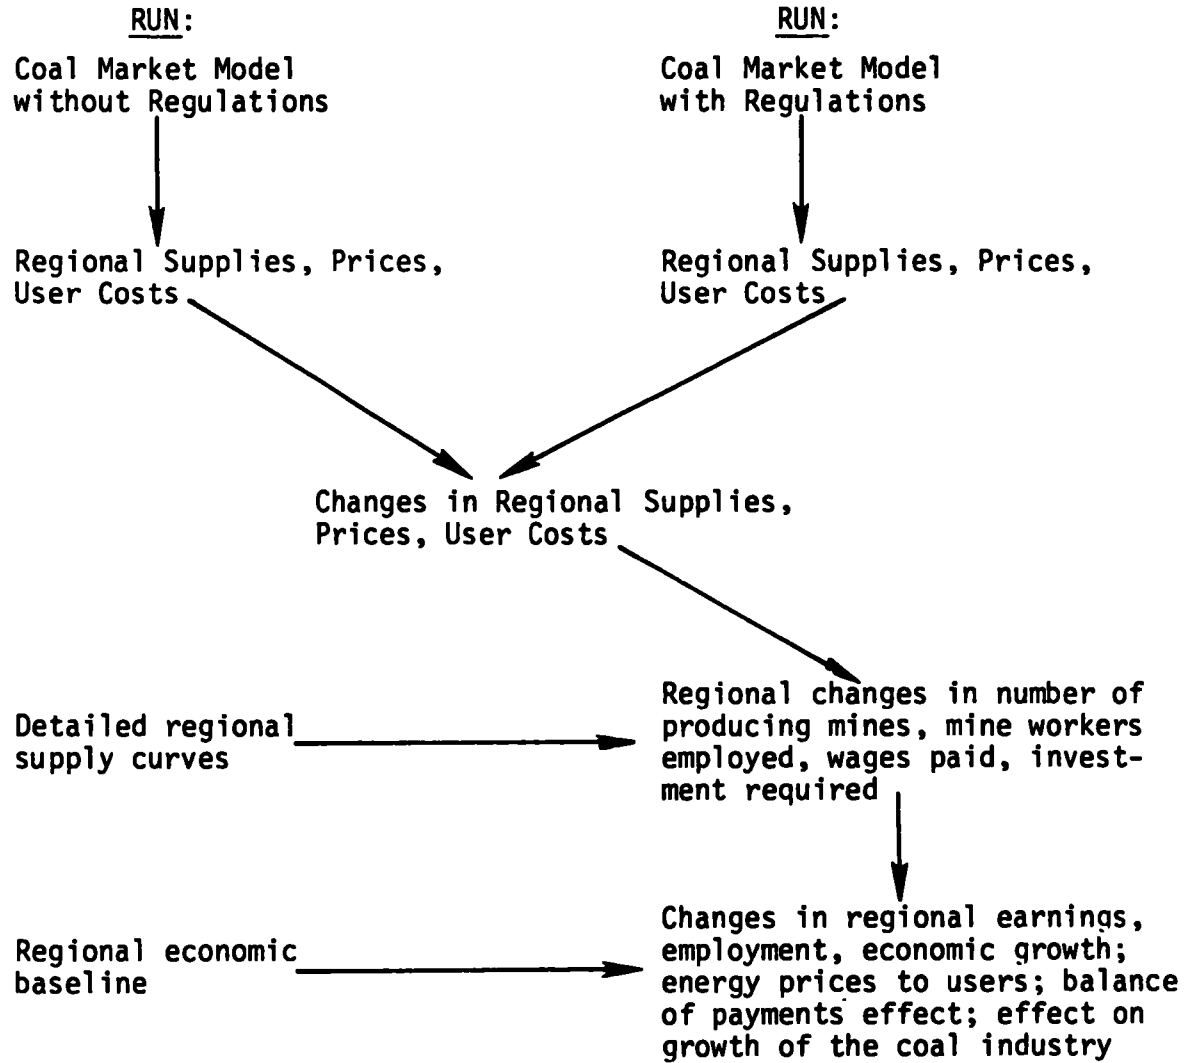 RUN:
Coal Market Model
without Regulations
RUN:
Coal Market Model
with Regulations
Regional Supplies, Prices,
User Costs
Regional Supplies, Prices,
User Costs
Changes in Regional Supplies,
Prices, User Costs
Detailed regional
supply curves
Regional changes in number of
producing mines, mine workers
employed, wages paid, invest-
ment required
Regional economic
baseline
Changes in regional earnings,
employment, economic growth;
energy prices to users; balance
of payments effect; effect on
growth of the coal industry